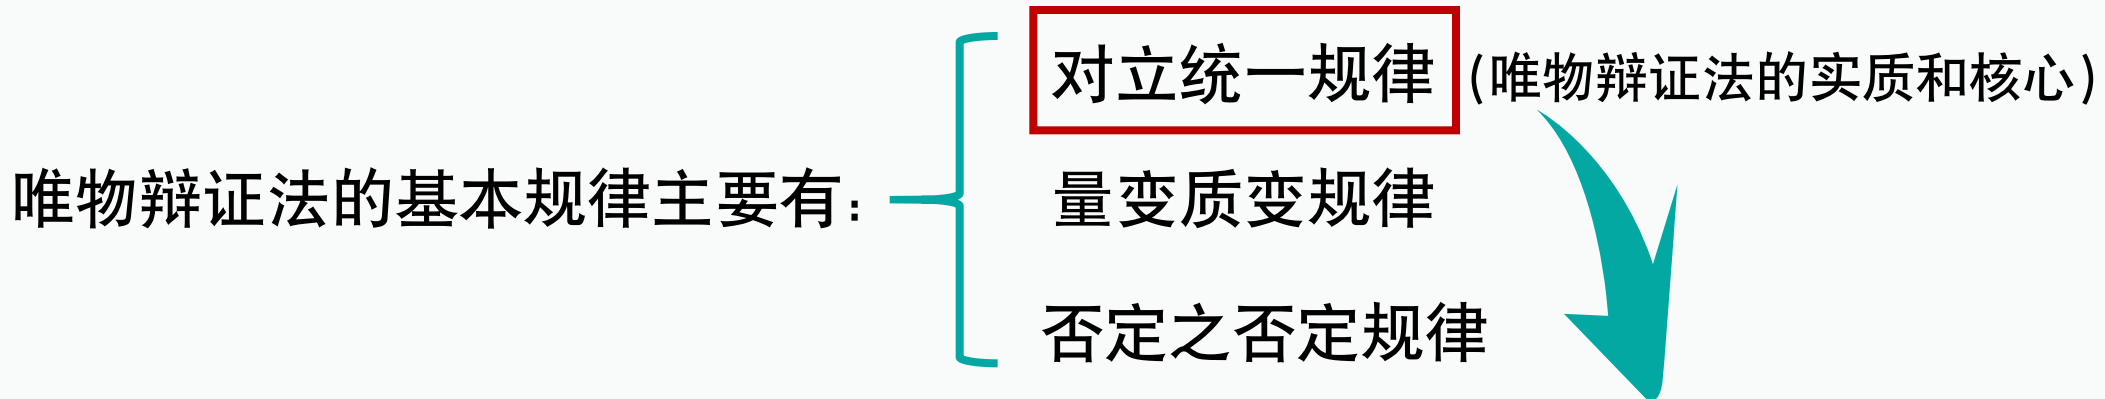 对立统一规律（唯物辩证法的实质和核心）
唯物辩证法的基本规律主要有：
量变质变规律
否定之否定规律